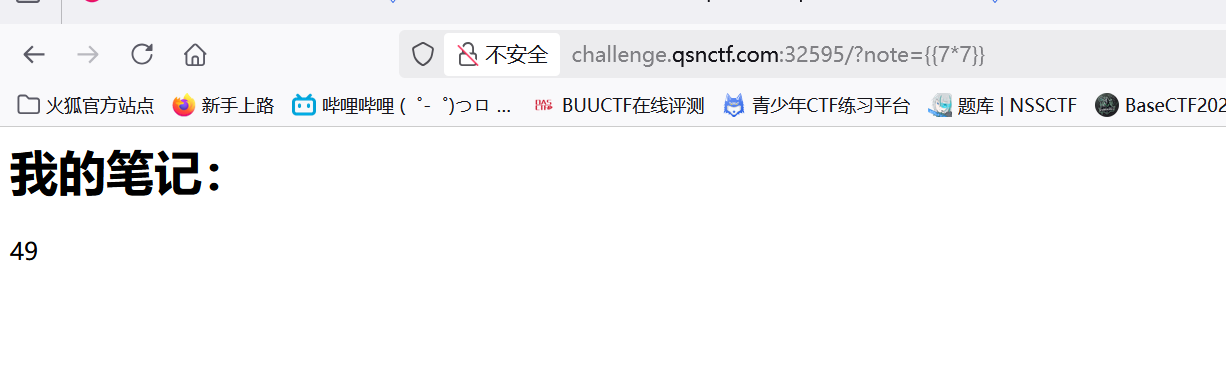 不安全 challenge.qsnctf.com:32595/?note={{7*7}}
火狐官方站点 新手上路 哔哩哔哩 ( ゜- ゜)つロ ... BUUCTF在线评测 青少年CTF练习平台 题库 | NSSCTF BaseCTF202
我的笔记：
49